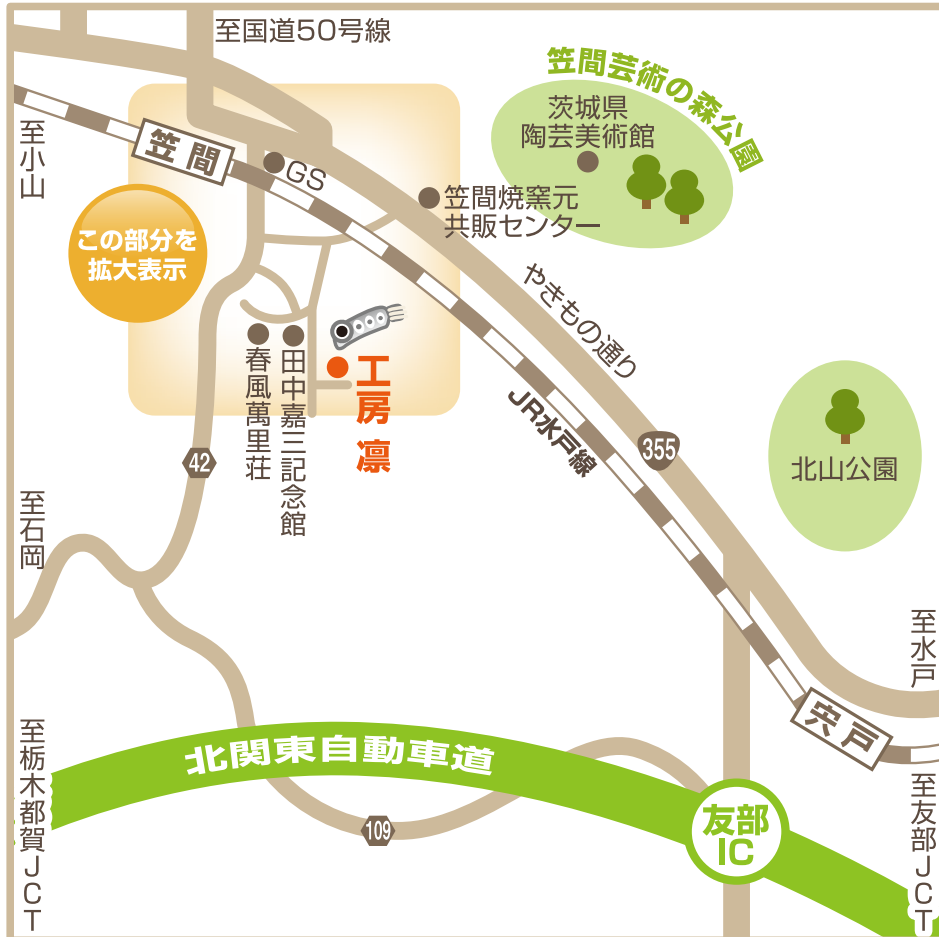 至国道50号線
笠間芸術の森公園
茨城県
陶芸美術館
至小山
笠間
GS
笠間焼窯元
共販センター
この部分を
拡大表示
やきもの通り
工房 凛
春風萬里荘
田中嘉三記念館
JR水戸線
355
42
北山公園
至石岡
至水戸
宍戸
至栃木都賀JCT
北関東自動車道
109
友部
IC
至友部JCT